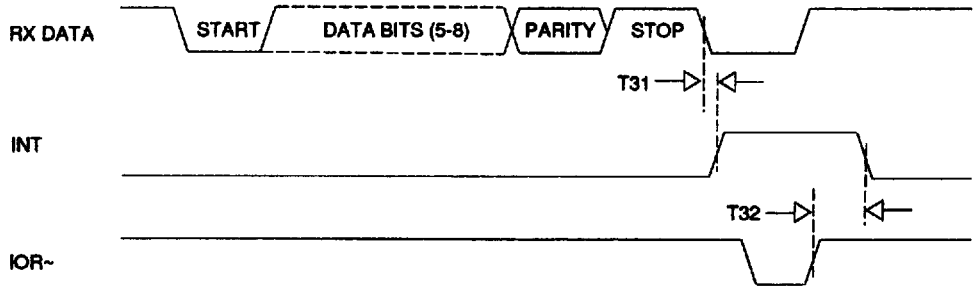 RX DATA START DATA BITS (5-8) PARITY STOP
T31
INT
T32
IOR~